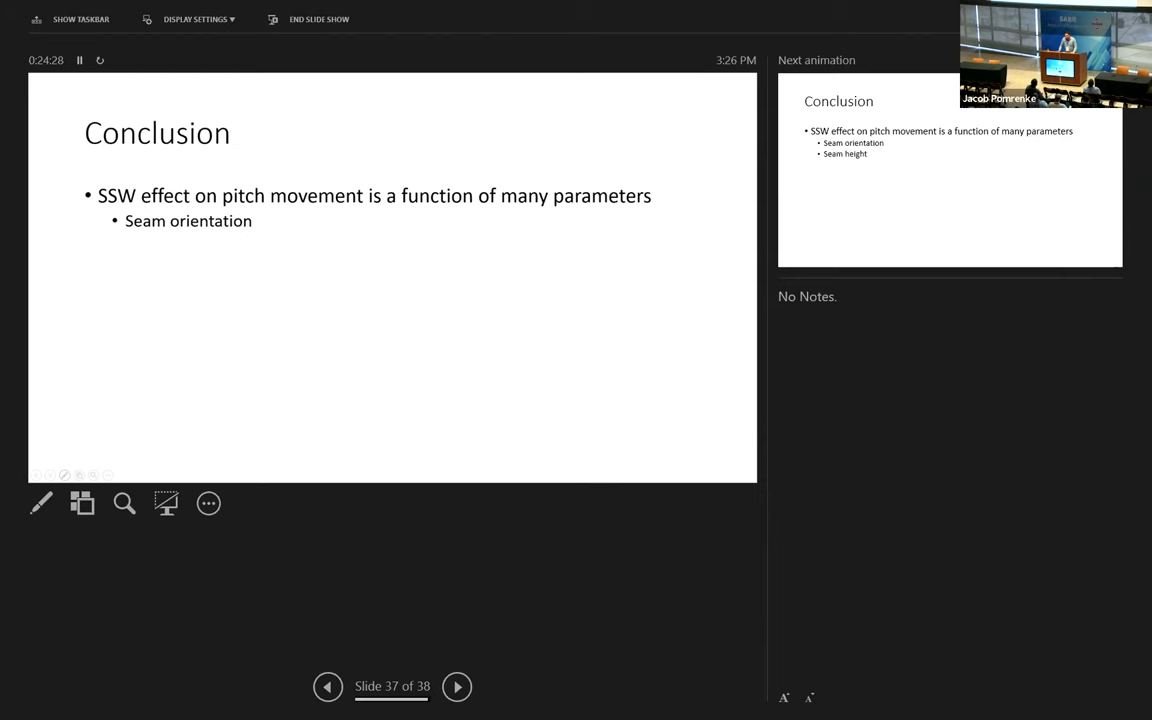 SHOW TASKBAR
DISPLAY SETTINGS ▼
END SLIDE SHOW
0:24:28
3:26 PM
Conclusion
• SSW effect on pitch movement is a function of many parameters
• Seam orientation
Next animation
Conclusion
• SSW effect on pitch movement is a function of many parameters
• Seam orientation
• Seam height
No Notes.
SABR
Jacob Pomrenke
Slide 37 of 38
A
A